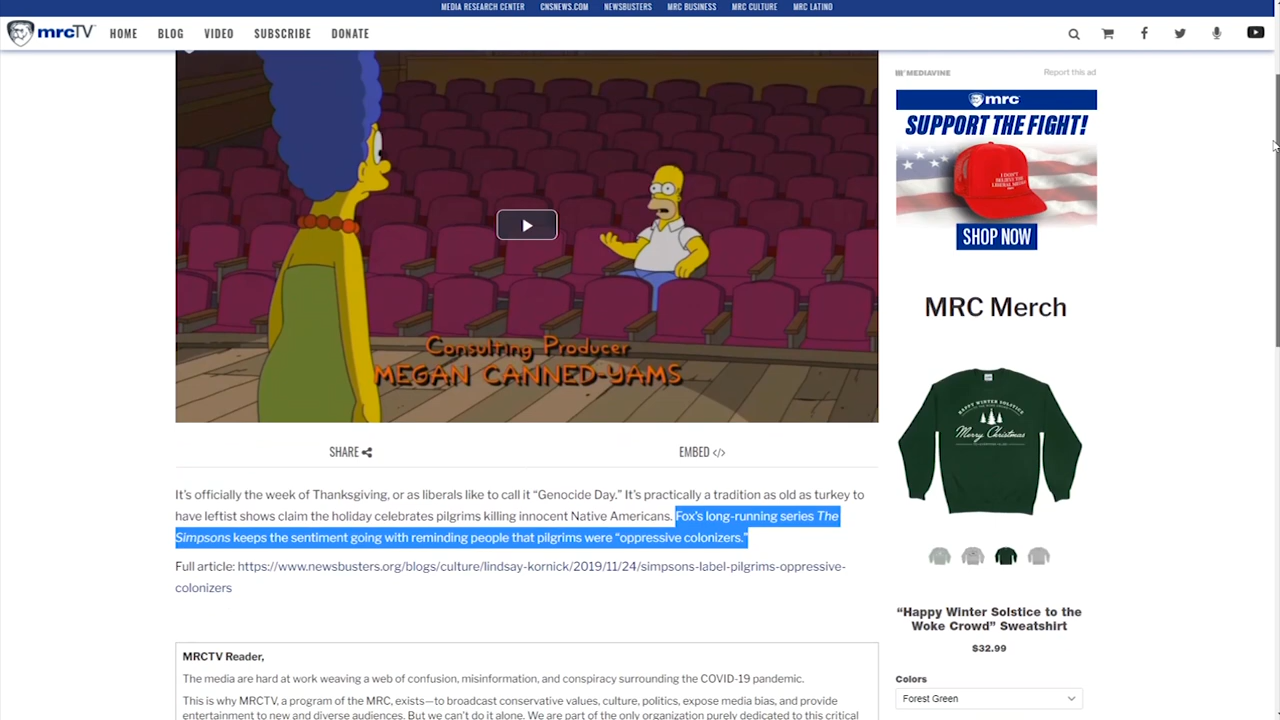 MEDIA RESEARCH CENTER CNSNEWS.COM NEWSBUSTERS MRC BUSINESS MRC CULTURE MRC LATINO
mrcTV HOME BLOG VIDEO SUBSCRIBE DONATE
MEDIAVINE Report this ad
mrc
SUPPORT THE FIGHT!
I DON'T
BELIEVE THE
LIBERAL MEDIA!
SHOP NOW
MRC Merch
Consulting Producer
MEGAN CANNED-YAMS
HAPPY WINTER SOLSTICE
Merry Christmas
SHARE EMBED </>
It's officially the week of Thanksgiving, or as liberals like to call it “Genocide Day.” It's practically a tradition as old as turkey to
have leftist shows claim the holiday celebrates pilgrims killing innocent Native Americans. Fox's long-running series The
Simpsons keeps the sentiment going with reminding people that pilgrims were “oppressive colonizers.”
Full article: https://www.newsbusters.org/blogs/culture/lindsay-kornick/2019/11/24/simpsons-label-pilgrims-oppressive-
colonizers
“Happy Winter Solstice to the
Woke Crowd” Sweatshirt
$32.99
Colors
Forest Green
MRCTV Reader,
The media are hard at work weaving a web of confusion, misinformation, and conspiracy surrounding the COVID-19 pandemic.
This is why MRCTV, a program of the MRC, exists—to broadcast conservative values, culture, politics, expose media bias, and provide
entertainment to new and diverse audiences. But we can't do it alone. We are part of the only organization purely dedicated to this critical